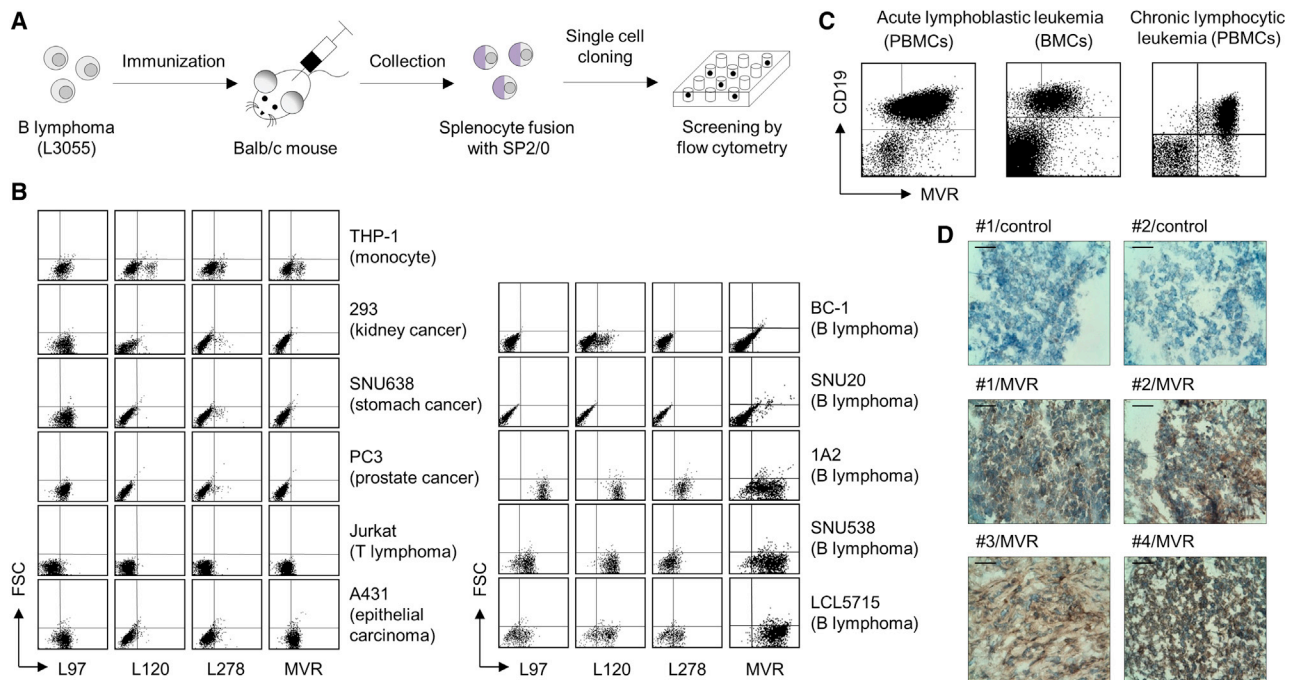 A
B lymphoma
(L3055)
Immunization
Balb/c mouse
Collection
Splenocyte fusion
with SP2/0
Single cell
cloning
Screening by
flow cytometry
B
THP-1
(monocyte)
293
(kidney cancer)
SNU638
(stomach cancer)
PC3
(prostate cancer)
Jurkat
(T lymphoma)
A431
(epithelial
carcinoma)
FSC
L97
L120
L278
MVR
BC-1
(B lymphoma)
SNU20
(B lymphoma)
1A2
(B lymphoma)
SNU538
(B lymphoma)
LCL5715
(B lymphoma)
FSC
L97
L120
L278
MVR
C
Acute lymphoblastic leukemia
(PBMCs)
(BMCs)
Chronic lymphocytic
leukemia (PBMCs)
CD19
MVR
D
#1/control
#2/control
#1/MVR
#2/MVR
#3/MVR
#4/MVR